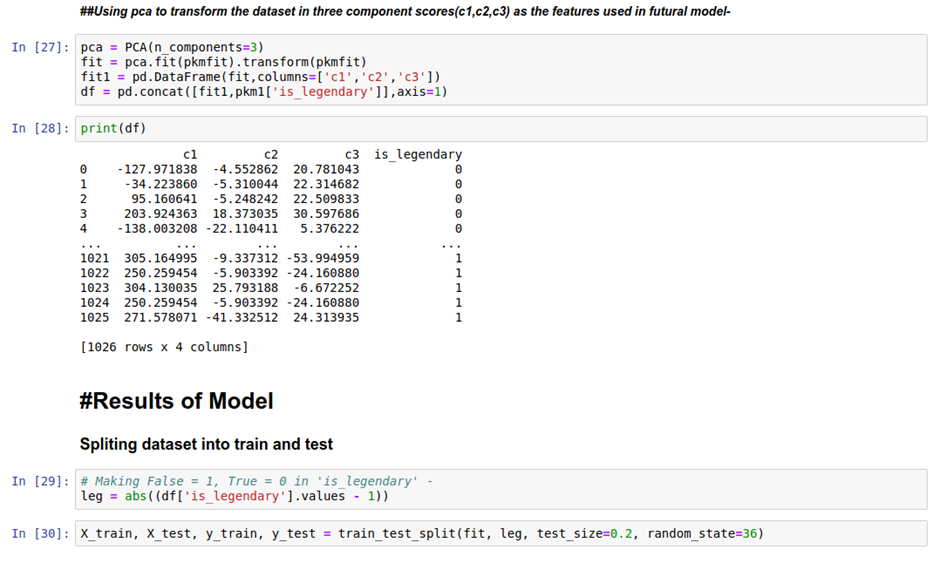 ##Using pca to transform the dataset in three component scores(c1,c2,c3) as the features used in futural model-
In [27]: pca = PCA(n_components=3)
fit = pca.fit(pkmfit).transform(pkmfit)
fit1 = pd.DataFrame(fit,columns=['c1','c2','c3'])
df = pd.concat([fit1,pkm1['is_legendary']],axis=1)
In [28]: print(df)
c1 c2 c3 is_legendary
0 -127.971838 -4.552862 20.781043 0
1 -34.223860 -5.310044 22.314682 0
2 95.160641 -5.248242 22.509833 0
3 203.924363 18.373035 30.597686 0
4 -138.003208 -22.110411 5.376222 0
... ... ... ... ...
1021 305.164995 -9.337312 -53.994959 1
1022 250.259454 -5.903392 -24.160880 1
1023 304.130035 25.793188 -6.672252 1
1024 250.259454 -5.903392 -24.160880 1
1025 271.578071 -41.332512 24.313935 1
[1026 rows x 4 columns]
#Results of Model
Spliting dataset into train and test
In [29]: # Making False = 1, True = 0 in 'is_legendary' -
leg = abs((df['is_legendary'].values - 1))
In [30]: X_train, X_test, y_train, y_test = train_test_split(fit, leg, test_size=0.2, random_state=36)